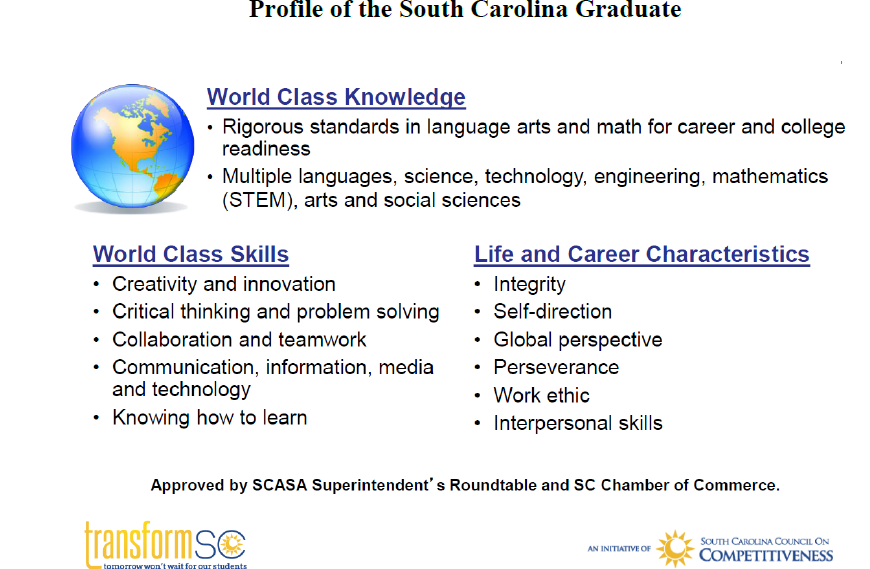 Profile of the South Carolina Graduate
World Class Knowledge
• Rigorous standards in language arts and math for career and college
readiness
• Multiple languages, science, technology, engineering, mathematics
(STEM), arts and social sciences
World Class Skills
• Creativity and innovation
• Critical thinking and problem solving
• Collaboration and teamwork
• Communication, information, media
and technology
• Knowing how to learn
Life and Career Characteristics
• Integrity
• Self-direction
• Global perspective
• Perseverance
• Work ethic
• Interpersonal skills
Approved by SCASA Superintendent's Roundtable and SC Chamber of Commerce.
transformSC
tomorrow won't wait for our students
AN INITIATIVE OF
SOUTH CAROLINA COUNCIL ON
COMPETITIVENESS